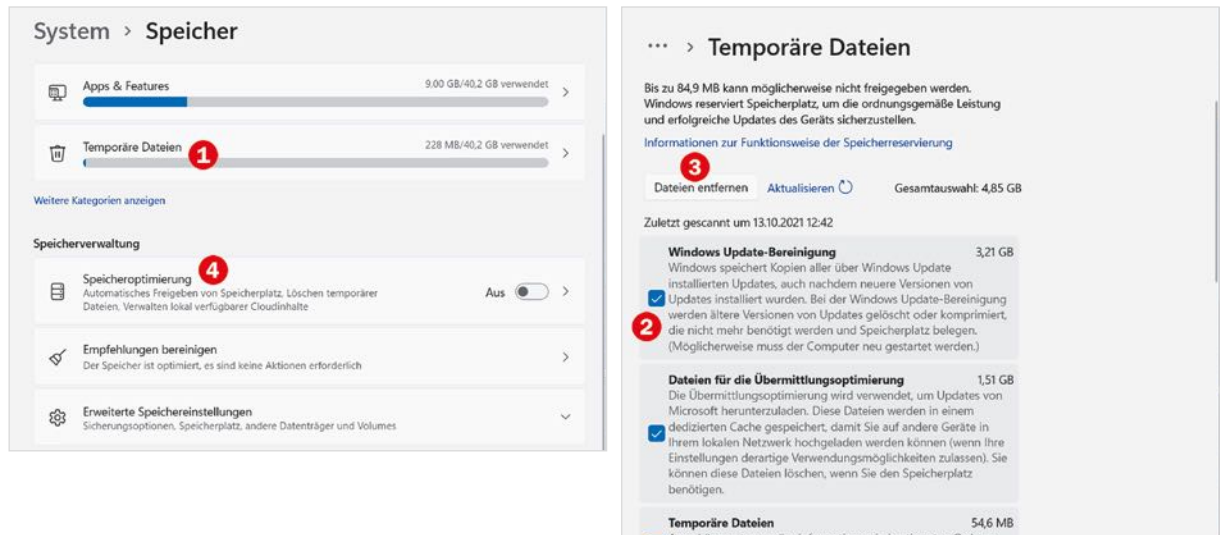 System > Speicher
Apps & Features
9,00 GB/40,2 GB verwendet
Temporäre Dateien
1
228 MB/40,2 GB verwendet
Weitere Kategorien anzeigen
Speicherverwaltung
Speicheroptimierung
4
Automatisches Freigeben von Speicherplatz, Löschen temporärer
Dateien, Verwalten lokal verfügbarer Cloudinhalte
Aus
Empfehlungen bereinigen
Der Speicher ist optimiert, es sind keine Aktionen erforderlich
Erweiterte Speichereinstellungen
Sicherungsoptionen, Speicherplatz, andere Datenträger und Volumes
... > Temporäre Dateien
Bis zu 84,9 MB kann möglicherweise nicht freigegeben werden.
Windows reserviert Speicherplatz, um die ordnungsgemäße Leistung
und erfolgreiche Updates des Geräts sicherzustellen.
Informationen zur Funktionsweise der Speicherreservierung
3
Dateien entfernen
Aktualisieren
Gesamtauswahl: 4,85 GB
Zuletzt gescannt um 13.10.2021 12:42
Windows Update-Bereinigung
3,21 GB
Windows speichert Kopien aller über Windows Update
installierten Updates, auch nachdem neuere Versionen von
Updates installiert wurden. Bei der Windows Update-Bereinigung
werden ältere Versionen von Updates gelöscht oder komprimiert,
2
die nicht mehr benötigt werden und Speicherplatz belegen.
(Möglicherweise muss der Computer neu gestartet werden.)
Dateien für die Übermittlungsoptimierung
1,51 GB
Die Übermittlungsoptimierung wird verwendet, um Updates von
Microsoft herunterzuladen. Diese Dateien werden in einem
dedizierten Cache gespeichert, damit Sie auf andere Geräte in
Ihrem lokalen Netzwerk hochgeladen werden können (wenn Ihre
Einstellungen derartige Verwendungsmöglichkeiten zulassen). Sie
können diese Dateien löschen, wenn Sie den Speicherplatz
benötigen.
Temporäre Dateien
54,6 MB